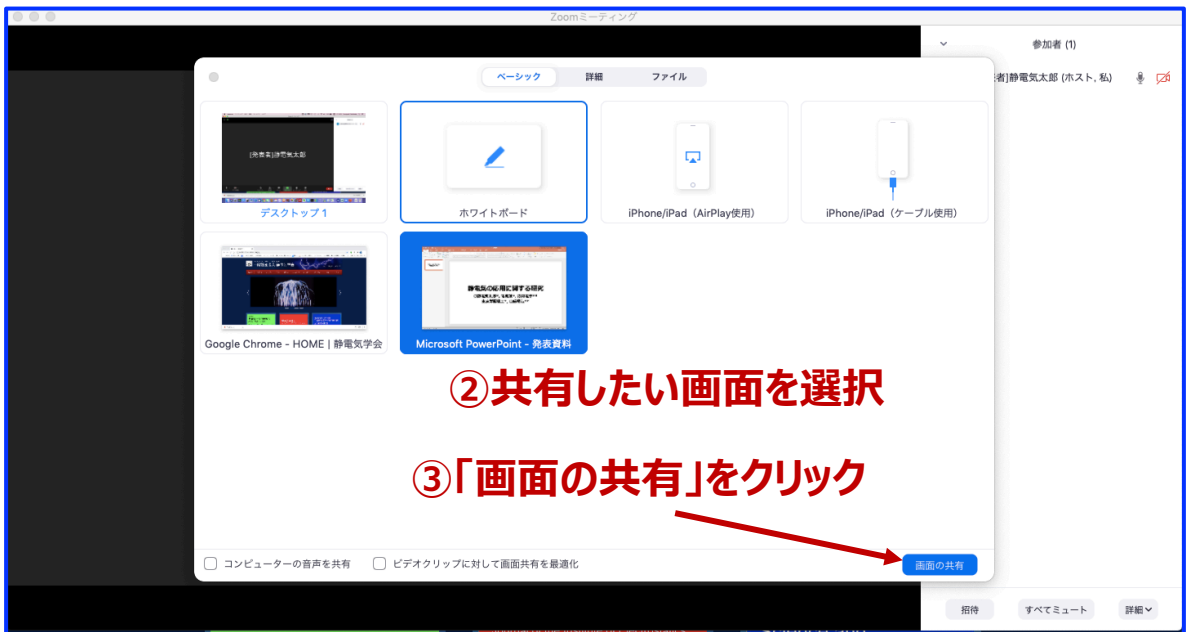 Zoomミーティング
参加者 (1)
ベーシック 詳細 ファイル
者]静電気太郎 (ホスト, 私)
[発表者]静電気太郎
デスクトップ 1
ホワイトボード
iPhone/iPad（AirPlay使用）
iPhone/iPad（ケーブル使用）
静電気の応用に関する研究
Google Chrome - HOME | 静電気学会
Microsoft PowerPoint - 発表資料
②共有したい画面を選択
③「画面の共有」をクリック
コンピューターの音声を共有
ビデオクリップに対して画面共有を最適化
画面の共有
招待
すべてミュート
詳細